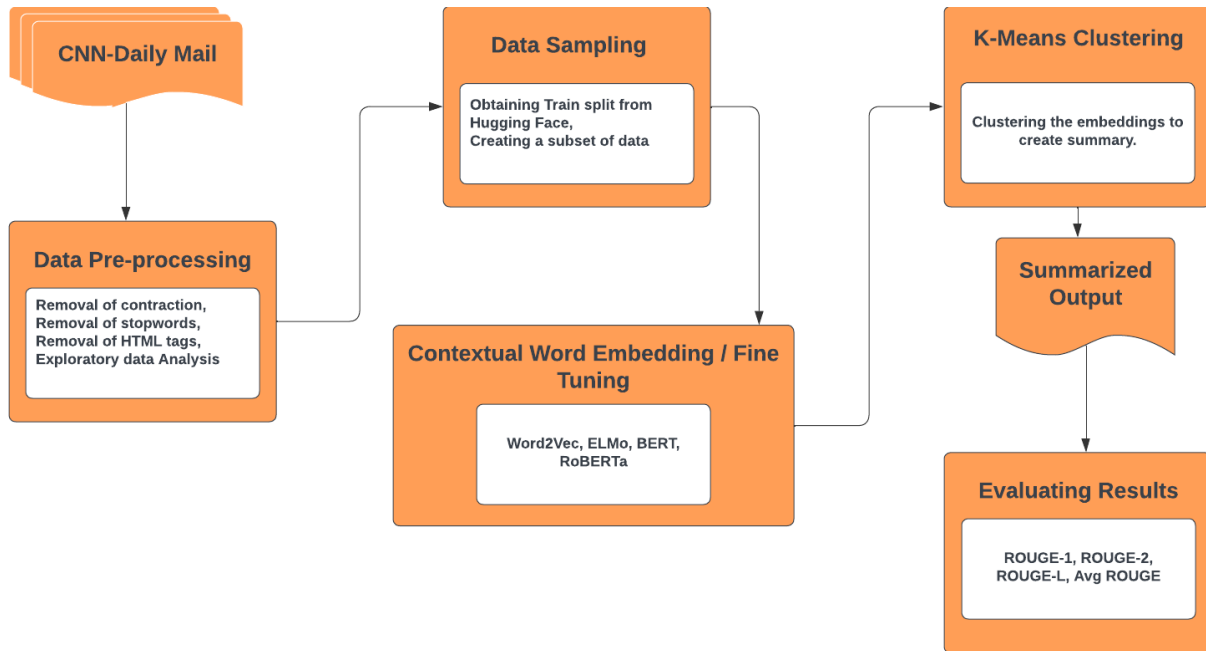 CNN-Daily Mail
Data Pre-processing
Removal of contraction,
Removal of stopwords,
Removal of HTML tags,
Exploratory data Analysis
Data Sampling
Obtaining Train split from
Hugging Face,
Creating a subset of data
Contextual Word Embedding / Fine
Tuning
Word2Vec, ELMo, BERT,
RoBERTa
K-Means Clustering
Clustering the embeddings to
create summary.
Summarized
Output
Evaluating Results
ROUGE-1, ROUGE-2,
ROUGE-L, Avg ROUGE